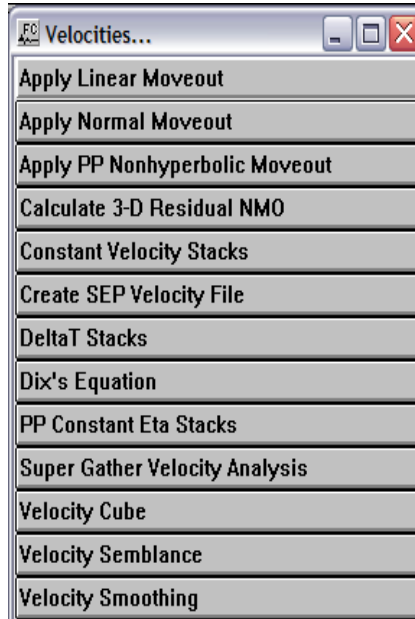 FC
Velocities...
Apply Linear Moveout
Apply Normal Moveout
Apply PP Nonhyperbolic Moveout
Calculate 3-D Residual NMO
Constant Velocity Stacks
Create SEP Velocity File
DeltaT Stacks
Dix's Equation
PP Constant Eta Stacks
Super Gather Velocity Analysis
Velocity Cube
Velocity Semblance
Velocity Smoothing